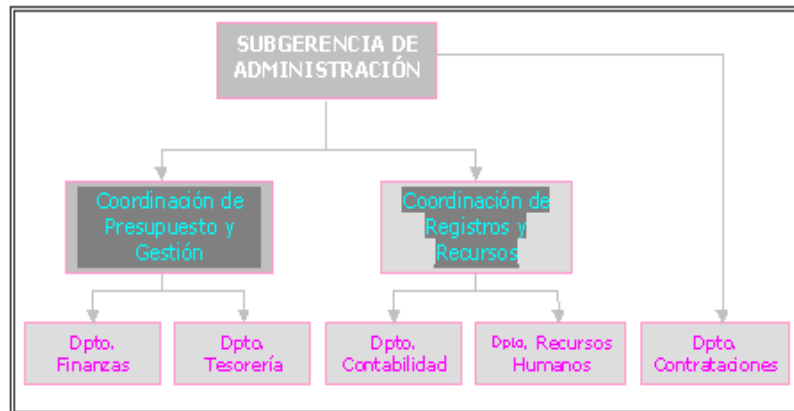 SUBGERENCIA DE
ADMINISTRACIÓN
Coordinación de
Presupuesto y
Gestión
Coordinación de
Registros y
Recursos
Dpto.
Finanzas
Dpto.
Tesorería
Dpto.
Contabilidad
Dpto. Recursos
Humanos
Dpto.
Contrataciones